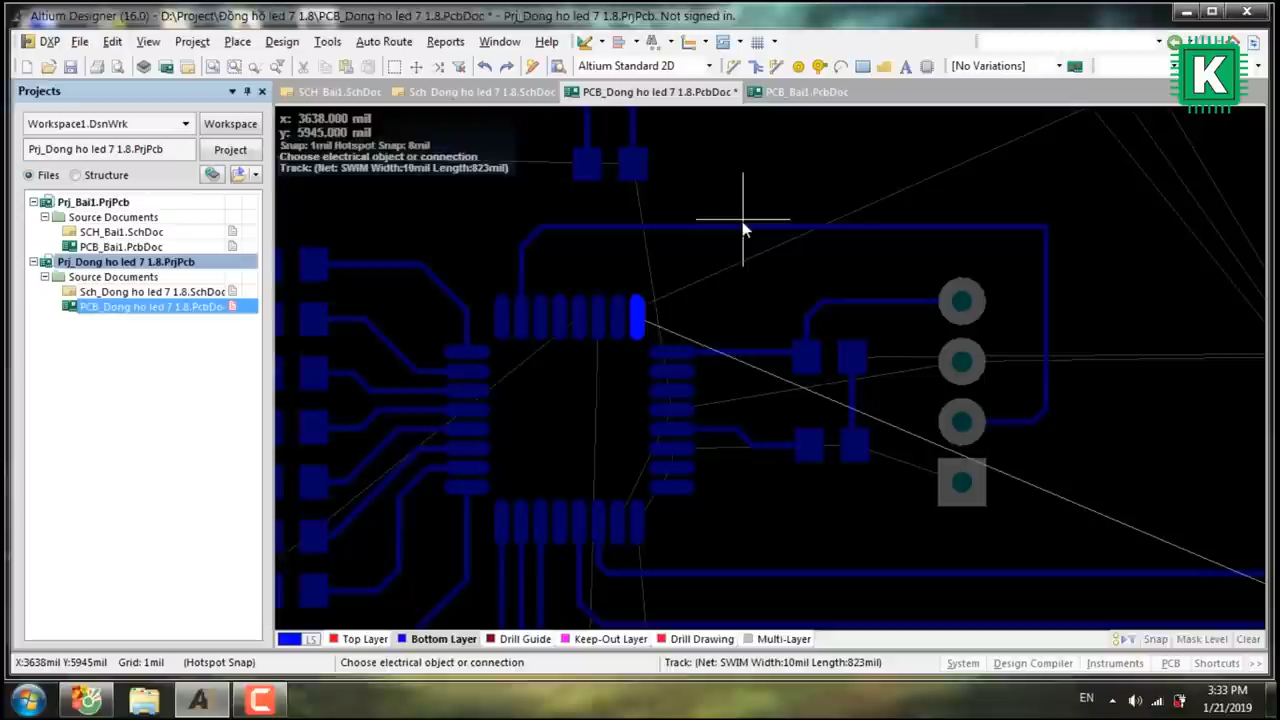 Altium Designer (16.0) - D:\Project\Đồng hồ led 7 1.8\PCB_Dong ho led 7 1.8.PcbDoc * - Prj_Dong ho led 7 1.8.PrjPcb. Not signed in.
DXP File Edit View Project Place Design Tools Auto Route Reports Window Help
Altium Standard 2D [No Variations]
K
Projects
SCH_Bai1.SchDoc Sch_Dong ho led 7 1.8.SchDoc PCB_Dong ho led 7 1.8.PcbDoc * PCB_Bai1.PcbDoc
Workspace1.DsnWrk Workspace
Prj_Dong ho led 7 1.8.PrjPcb Project
Files Structure
Prj_Bai1.PrjPcb
Source Documents
SCH_Bai1.SchDoc
PCB_Bai1.PcbDoc
Prj_Dong ho led 7 1.8.PrjPcb
Source Documents
Sch_Dong ho led 7 1.8.SchDoc
PCB_Dong ho led 7 1.8.PcbDo
x: 3638.000 mil
y: 5945.000 mil
Snap: 1mil Hotspot Snap: 8mil
Choose electrical object or connection
Track: (Net: SWIM Width:10mil Length:823mil)
LS Top Layer Bottom Layer Drill Guide Keep-Out Layer Drill Drawing Multi-Layer Snap Mask Level Clear
X:3638mil Y:5945mil Grid: 1mil (Hotspot Snap) Choose electrical object or connection Track: (Net: SWIM Width:10mil Length:823mil) System Design Compiler Instruments PCB Shortcuts >>
EN
3:33 PM
1/21/2019